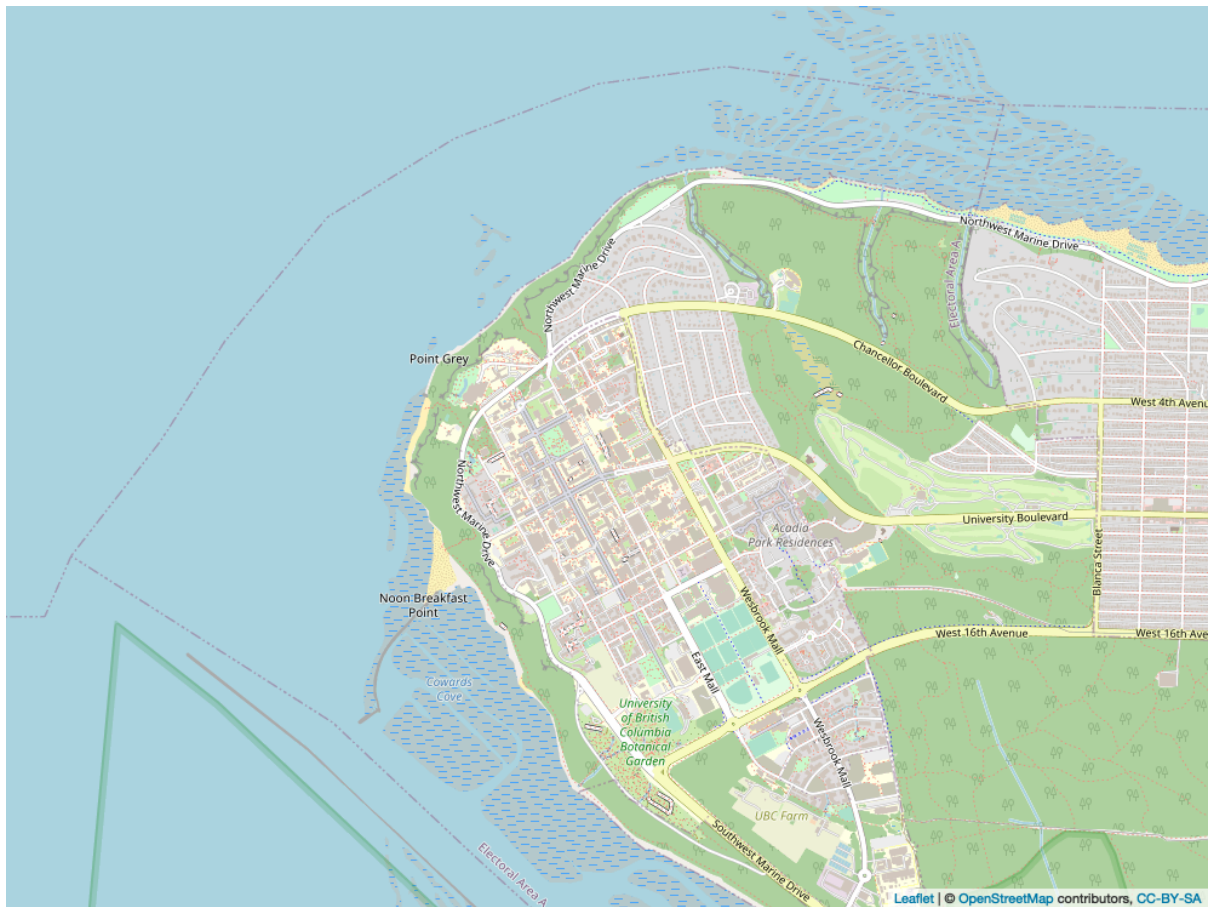 Northwest Marine Drive
Electoral Area A
Northwest Marine Drive
Point Grey
Chancellor Boulevard
West 4th Avenu
Northwest Marine Drive
University Boulevard
Acadia
Park Residences
Blanca Street
Noon Breakfast
Point
Wesbrook Mall
West 16th Avenue
West 16th Ave
East Mall
Cowards
Cove
University
of British
Columbia
Botanical
Garden
Wesbrook Mall
UBC Farm
Southwest Marine Drive
Electoral Area A
Leaflet | © OpenStreetMap contributors, CC-BY-SA